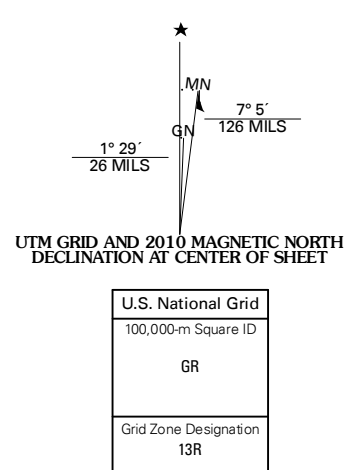 ★
MN
7° 5´
126 MILS
GN
1° 29´
26 MILS
UTM GRID AND 2010 MAGNETIC NORTH
DECLINATION AT CENTER OF SHEET
U.S. National Grid
100,000-m Square ID
GR
Grid Zone Designation
13R